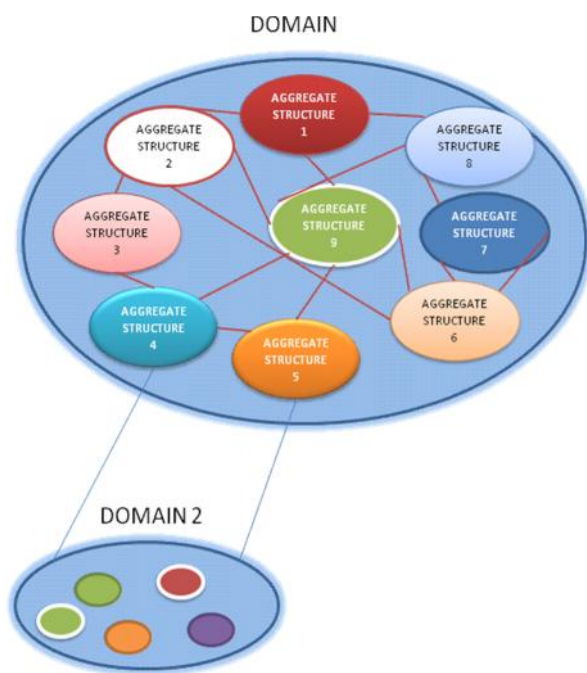 DOMAIN
AGGREGATE
STRUCTURE
1
AGGREGATE
STRUCTURE
2
AGGREGATE
STRUCTURE
8
AGGREGATE
STRUCTURE
3
AGGREGATE
STRUCTURE
9
AGGREGATE
STRUCTURE
7
AGGREGATE
STRUCTURE
4
AGGREGATE
STRUCTURE
5
AGGREGATE
STRUCTURE
6
DOMAIN 2